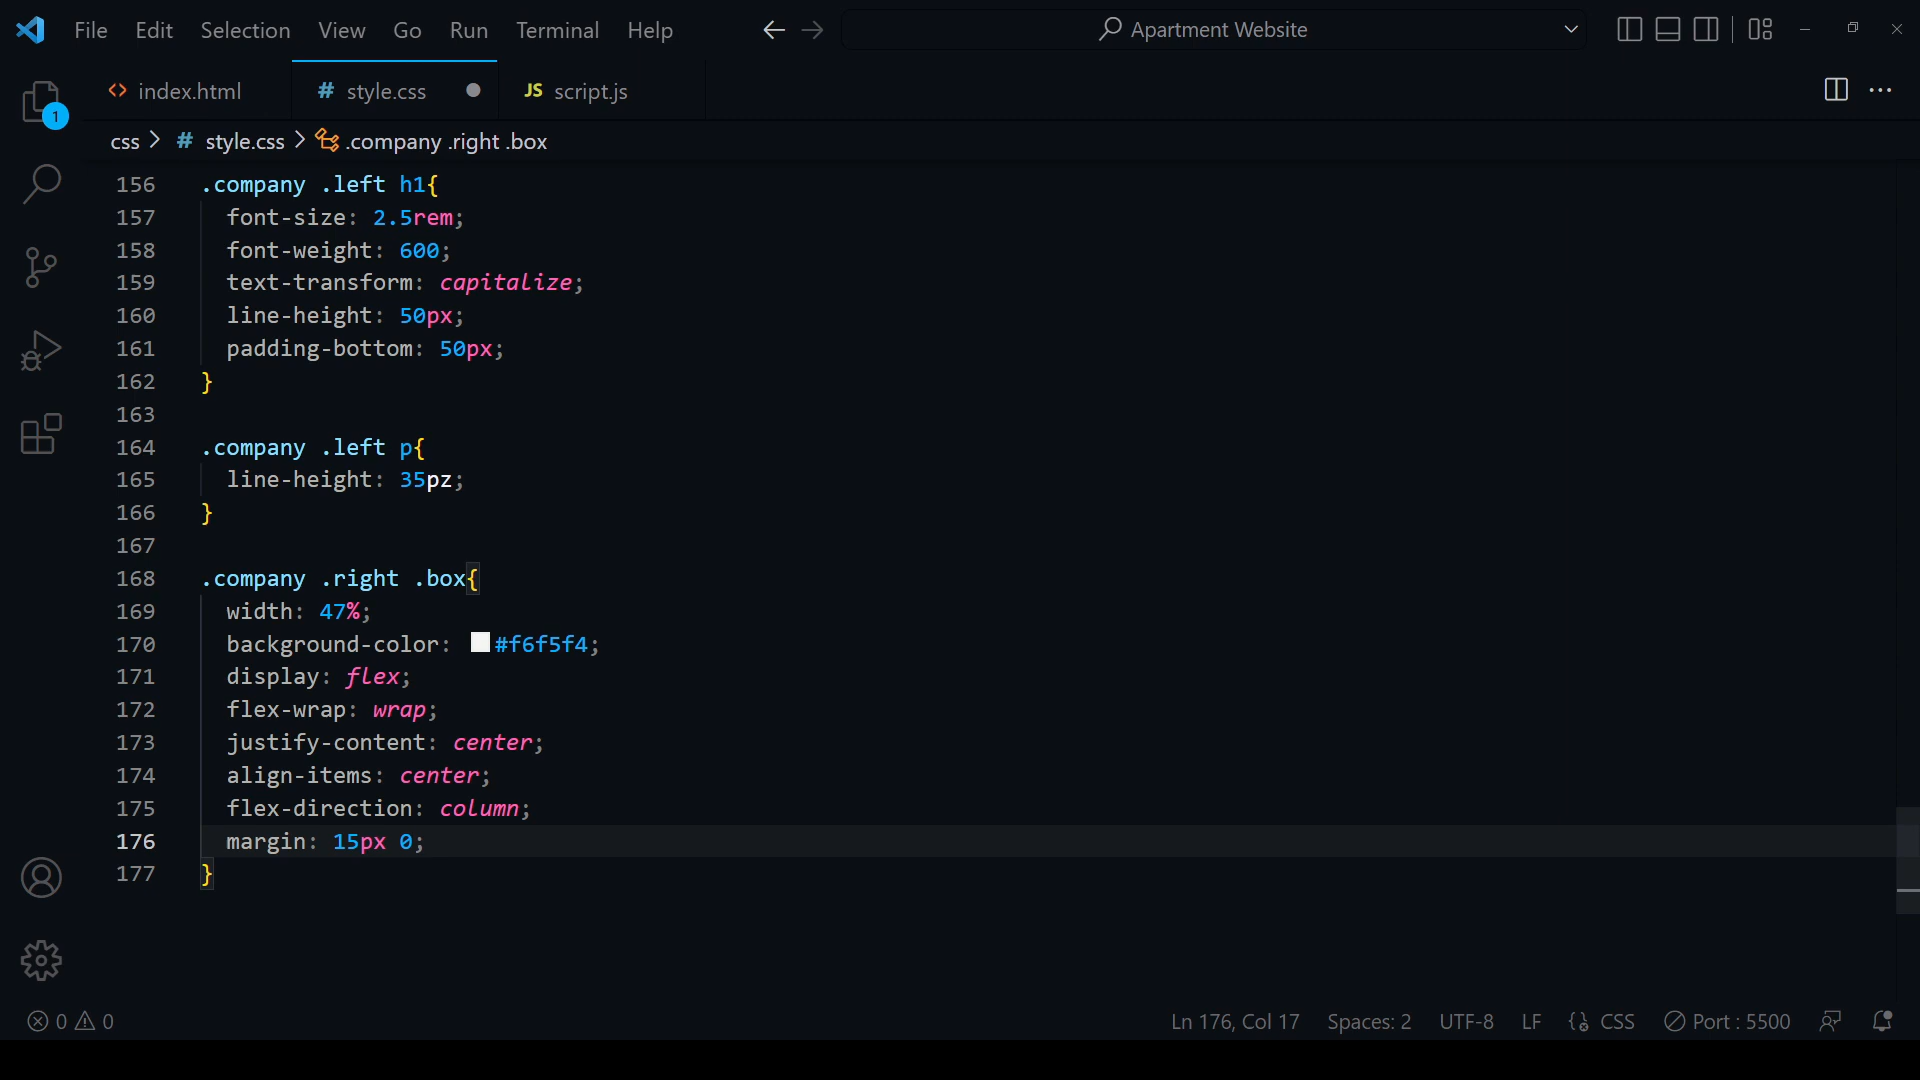 File Edit Selection View Go Run Terminal Help Apartment Website
index.html # style.css JS script.js
1
css > # style.css > .company .right .box
156 .company .left h1{
157 font-size: 2.5rem;
158 font-weight: 600;
159 text-transform: capitalize;
160 line-height: 50px;
161 padding-bottom: 50px;
162 }
163
164 .company .left p{
165 line-height: 35pz;
166 }
167
168 .company .right .box{
169 width: 47%;
170 background-color: #f6f5f4;
171 display: flex;
172 flex-wrap: wrap;
173 justify-content: center;
174 align-items: center;
175 flex-direction: column;
176 margin: 15px 0;
177 }
0 0 Ln 176, Col 17 Spaces: 2 UTF-8 LF CSS Port : 5500